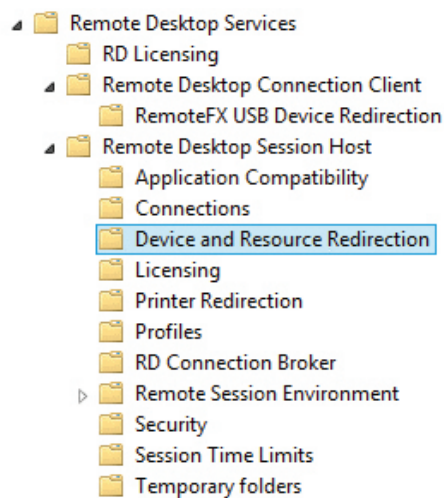 Remote Desktop Services
RD Licensing
Remote Desktop Connection Client
RemoteFX USB Device Redirection
Remote Desktop Session Host
Application Compatibility
Connections
Device and Resource Redirection
Licensing
Printer Redirection
Profiles
RD Connection Broker
Remote Session Environment
Security
Session Time Limits
Temporary folders